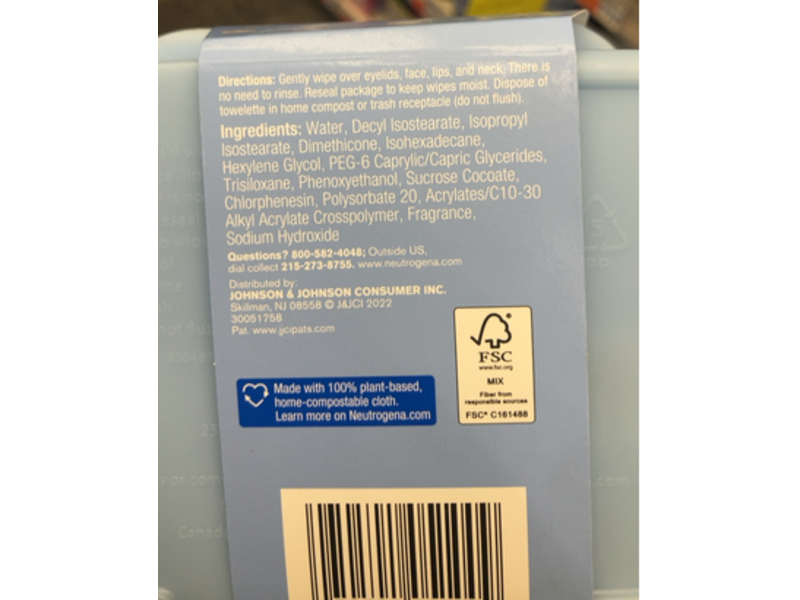 Directions: Gently wipe over eyelids, face, lips, and neck. There is
no need to rinse. Reseal package to keep wipes moist. Dispose of
towelette in home compost or trash receptacle (do not flush).
Ingredients: Water, Decyl Isostearate, Isopropyl
Isostearate, Dimethicone, Isohexadecane,
Hexylene Glycol, PEG-6 Caprylic/Capric Glycerides,
Trisiloxane, Phenoxyethanol, Sucrose Cocoate,
Chlorphenesin, Polysorbate 20, Acrylates/C10-30
Alkyl Acrylate Crosspolymer, Fragrance,
Sodium Hydroxide
Questions? 800-582-4048; Outside US,
dial collect 215-273-8755. www.neutrogena.com
Distributed by:
JOHNSON & JOHNSON CONSUMER INC.
Skillman, NJ 08558 © J&JCI 2022
30051758
Pat. www.jjcipats.com
Made with 100% plant-based,
home-compostable cloth.
Learn more on Neutrogena.com
FSC
www.fsc.org
MIX
Fiber from
responsible sources
FSC® C161488
5
Canad